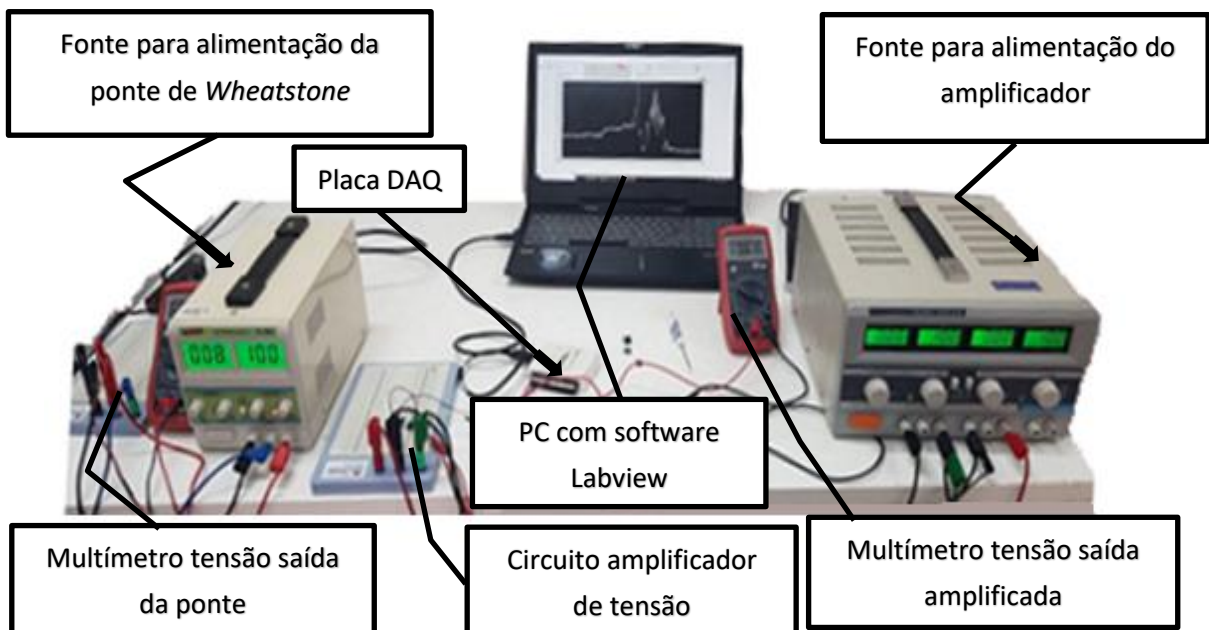 Fonte para alimentação da
ponte de Wheatstone
Fonte para alimentação do
amplificador
Placa DAQ
008 100
PC com software
Labview
Multímetro tensão saída
da ponte
Circuito amplificador
de tensão
Multímetro tensão saída
amplificada